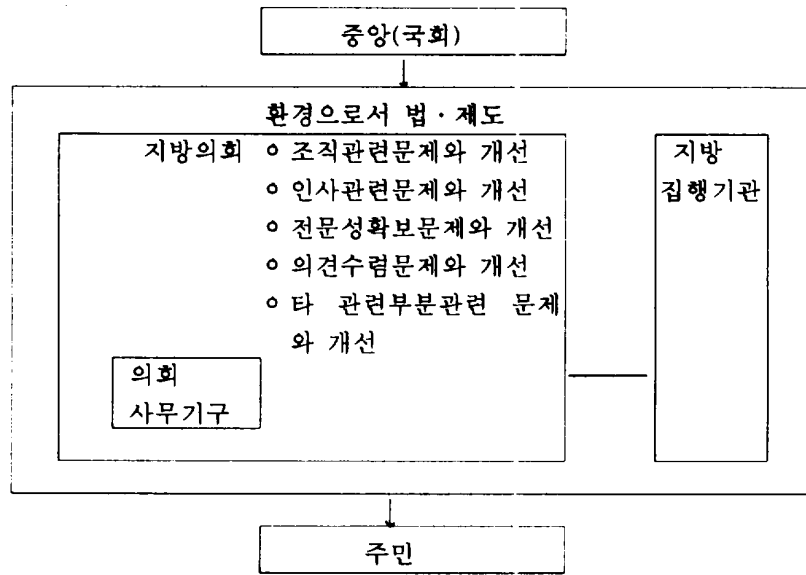 중앙(국회)
환경으로서 법·제도
지방의회 o 조직관련문제와 개선
o 인사관련문제와 개선
o 전문성확보문제와 개선
o 의견수렴문제와 개선
o 타 관련부분관련 문제
와 개선
의회
사무기구
지방
집행기관
주민